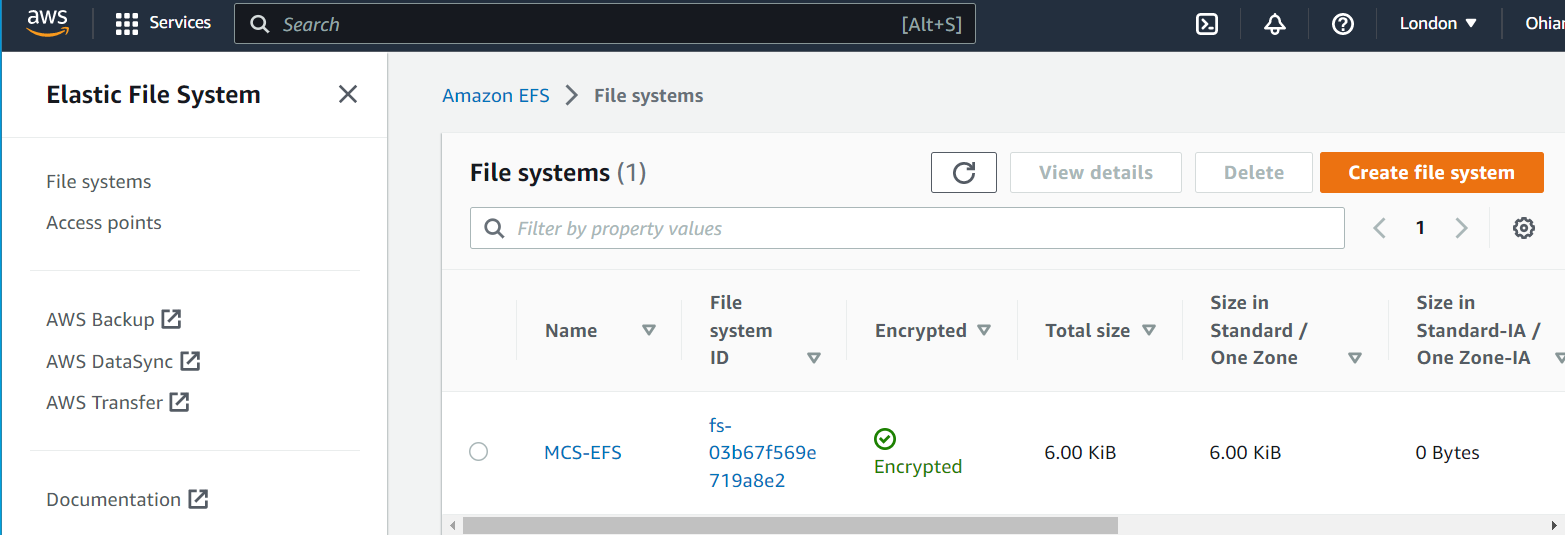 aws
Services
Search
[Alt+S]
London
Elastic File System
File systems
Access points
AWS Backup
AWS DataSync
AWS Transfer
Documentation
Amazon EFS
File systems
File systems (1)
View details
Delete
Create file system
Filter by property values
1
Name
File
system
ID
Encrypted
Total size
Size in
Standard /
One Zone
Size in
Standard-IA /
One Zone-IA
MCS-EFS
fs-
03b67f569e
719a8e2
Encrypted
6.00 KiB
6.00 KiB
0 Bytes